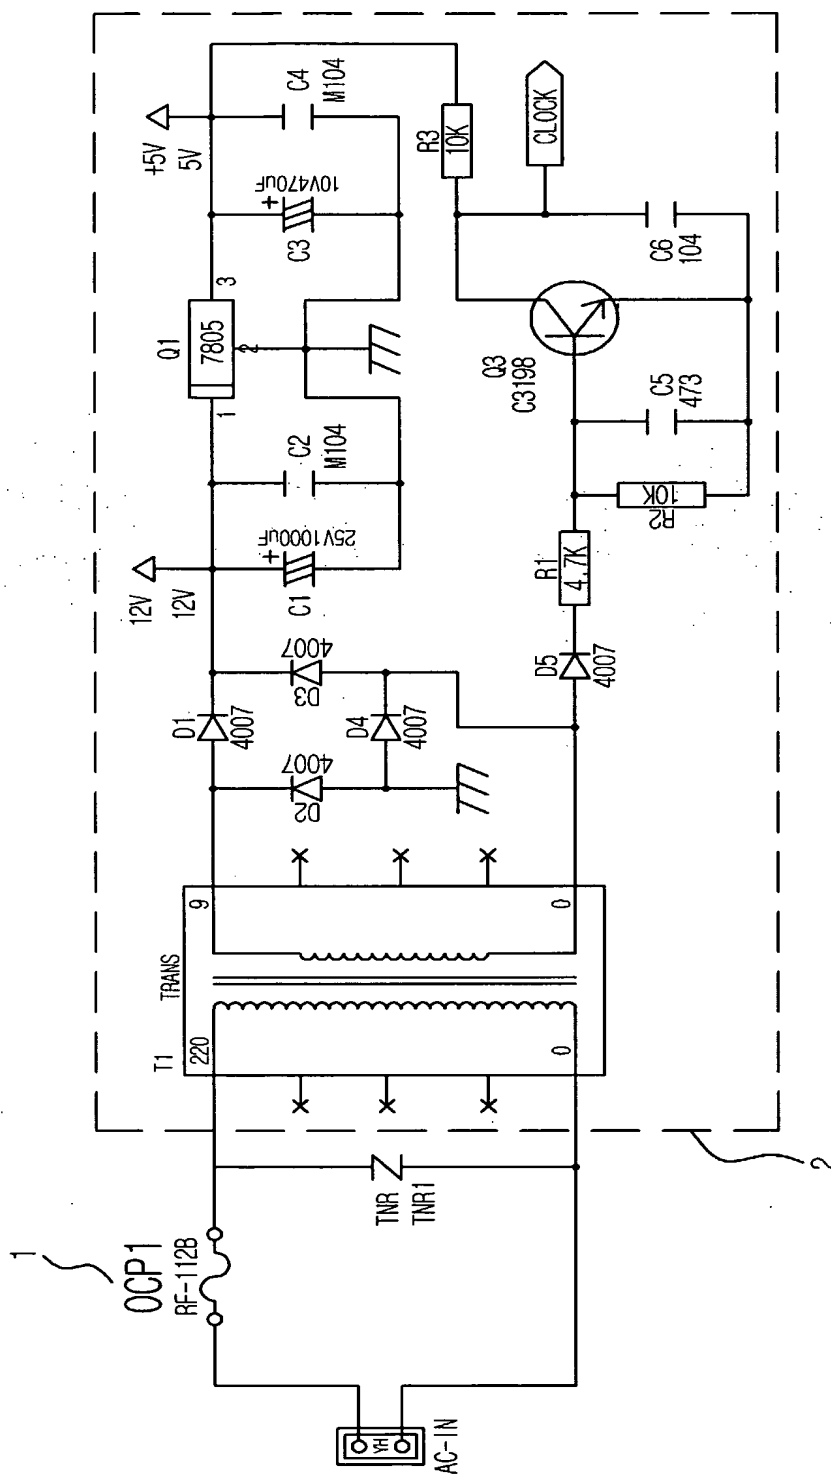 1
OCP1
RF-112B
AC-IN
YH
TNR
TNR1
2
T1
TRANS
220
0
9
0
D1
4007
D2
4007
D3
4007
D4
4007
12V
12V
C1
25V1000uF
+
C2
M104
Q1
7805
1
2
3
C3
10V470uF
+
+5V
5V
C4
M104
D5
4007
R1
4.7K
R2
10K
C5
473
Q3
C3198
C6
104
R3
10K
CLOCK